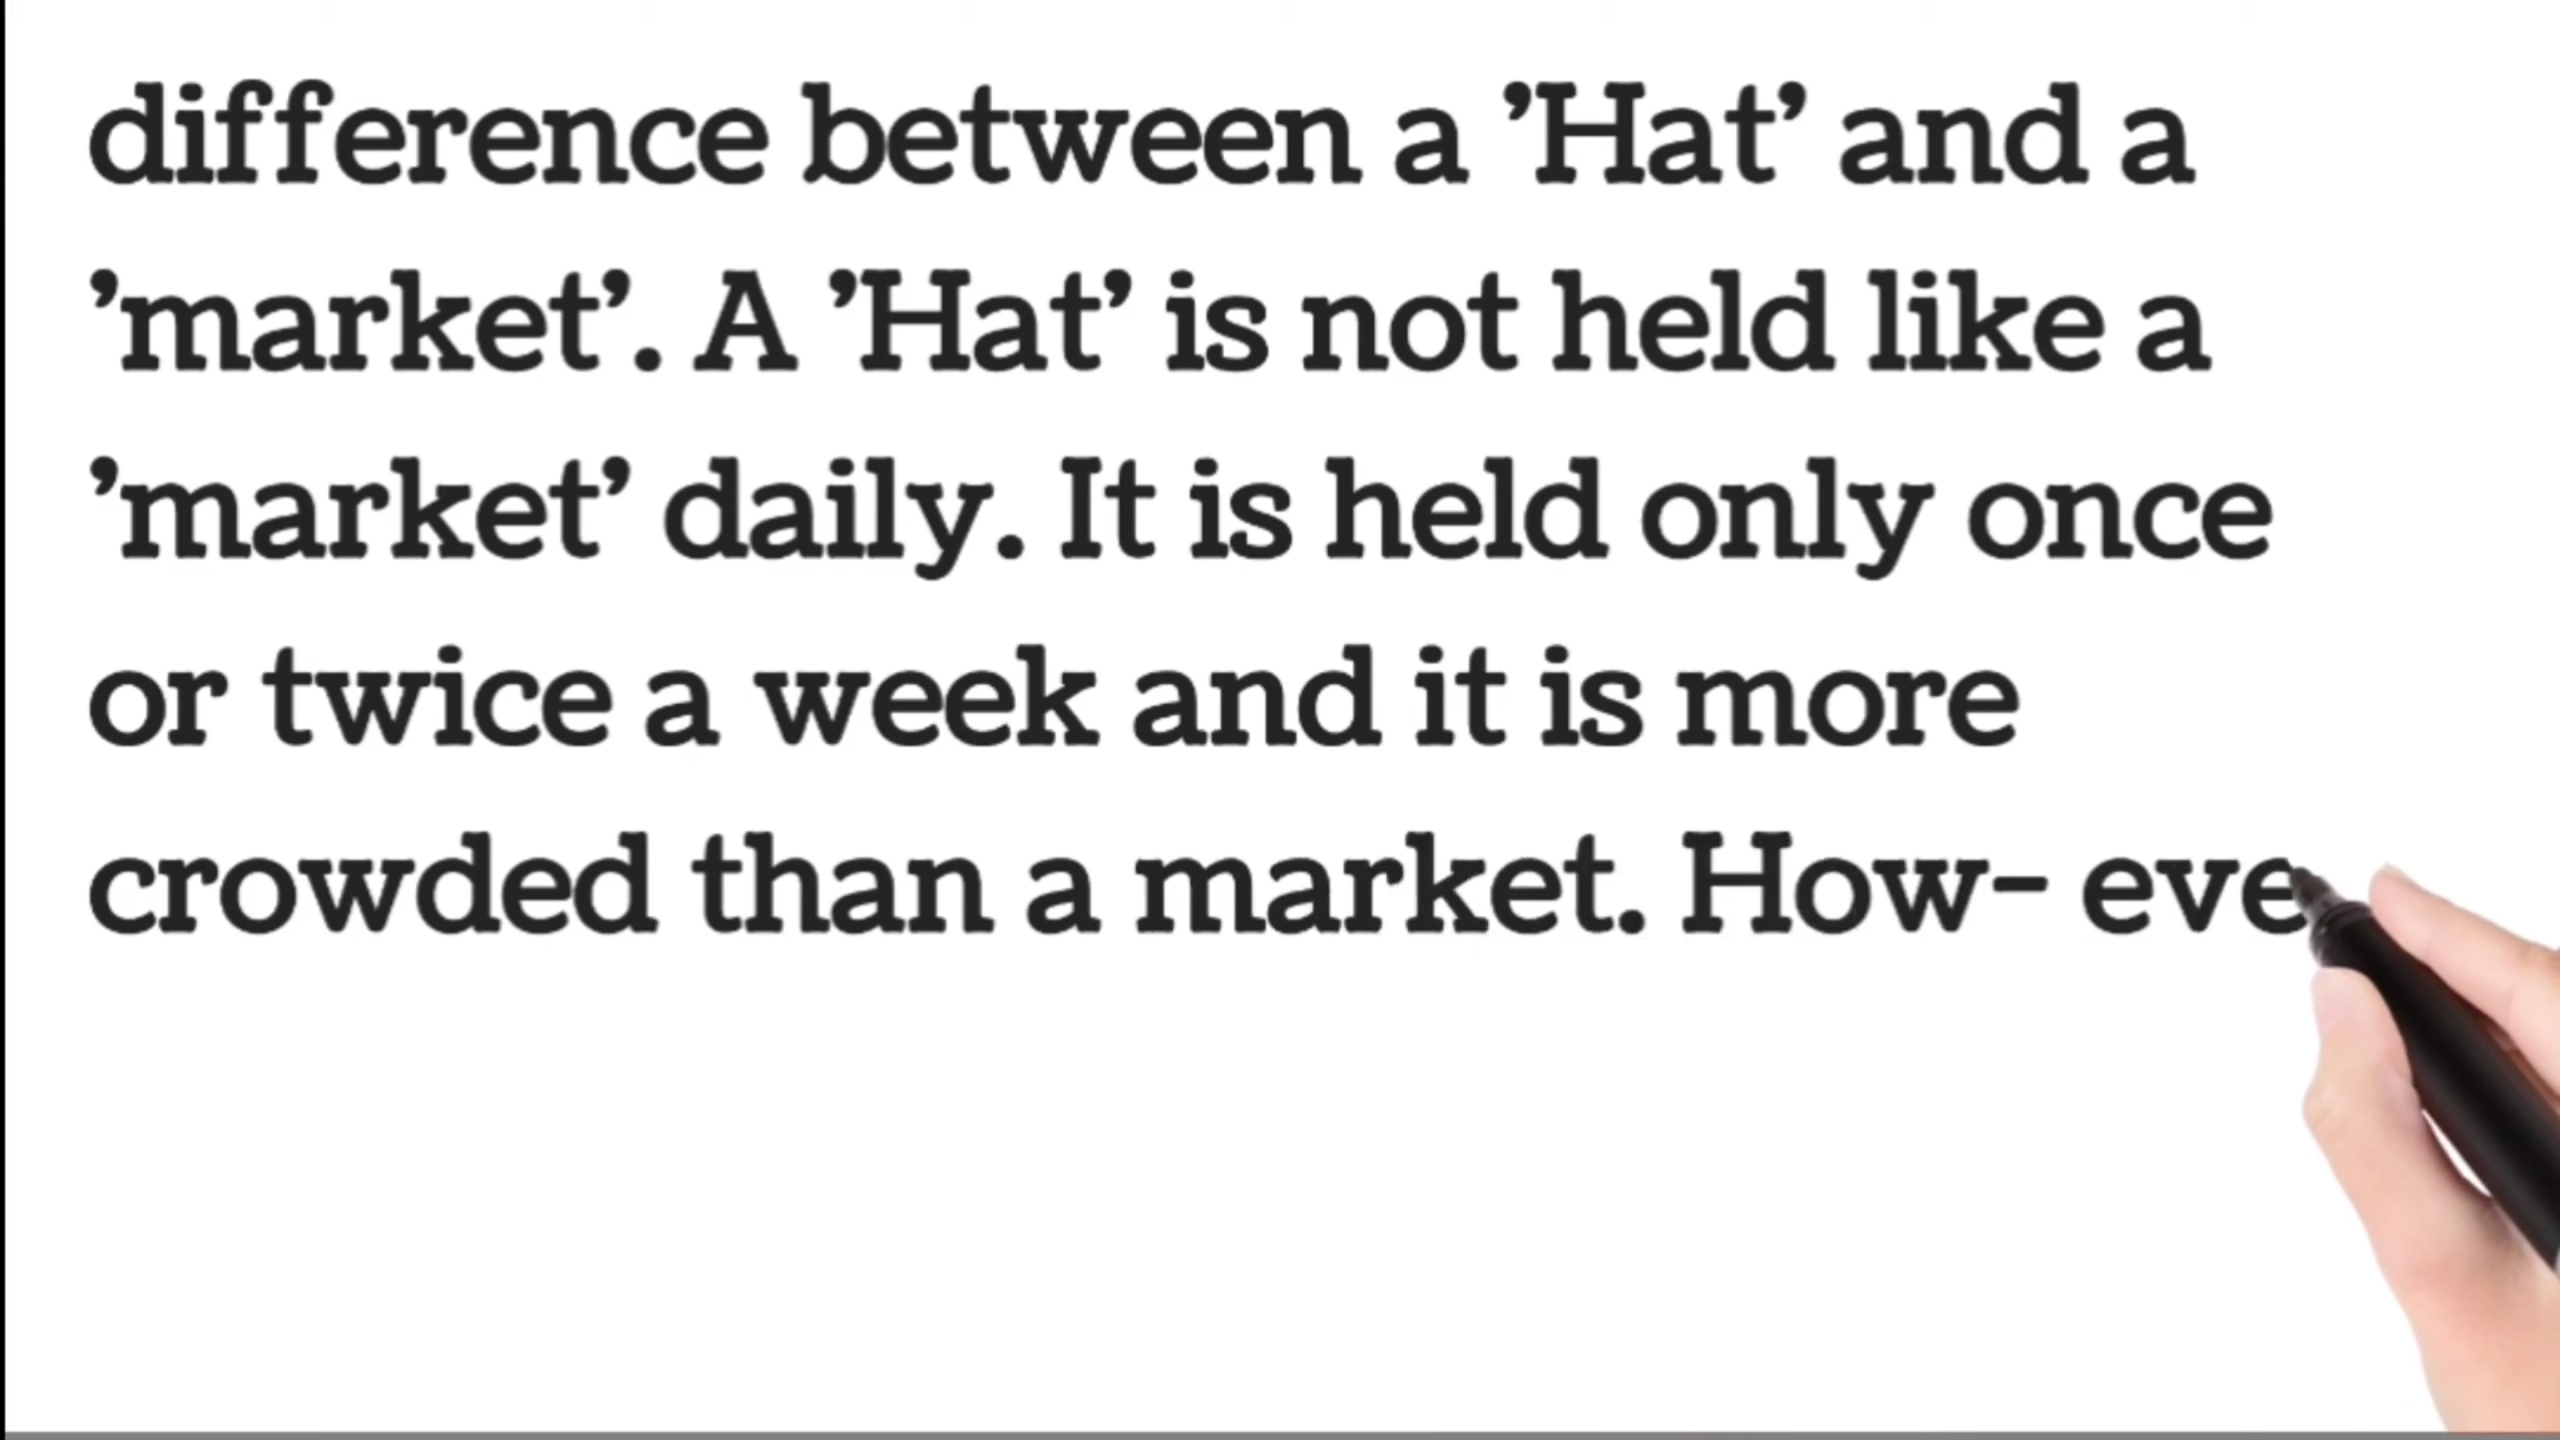 difference between a ’Hat’ and a
’market’. A ’Hat’ is not held like a
’market’ daily. It is held only once
or twice a week and it is more
crowded than a market. How- eve